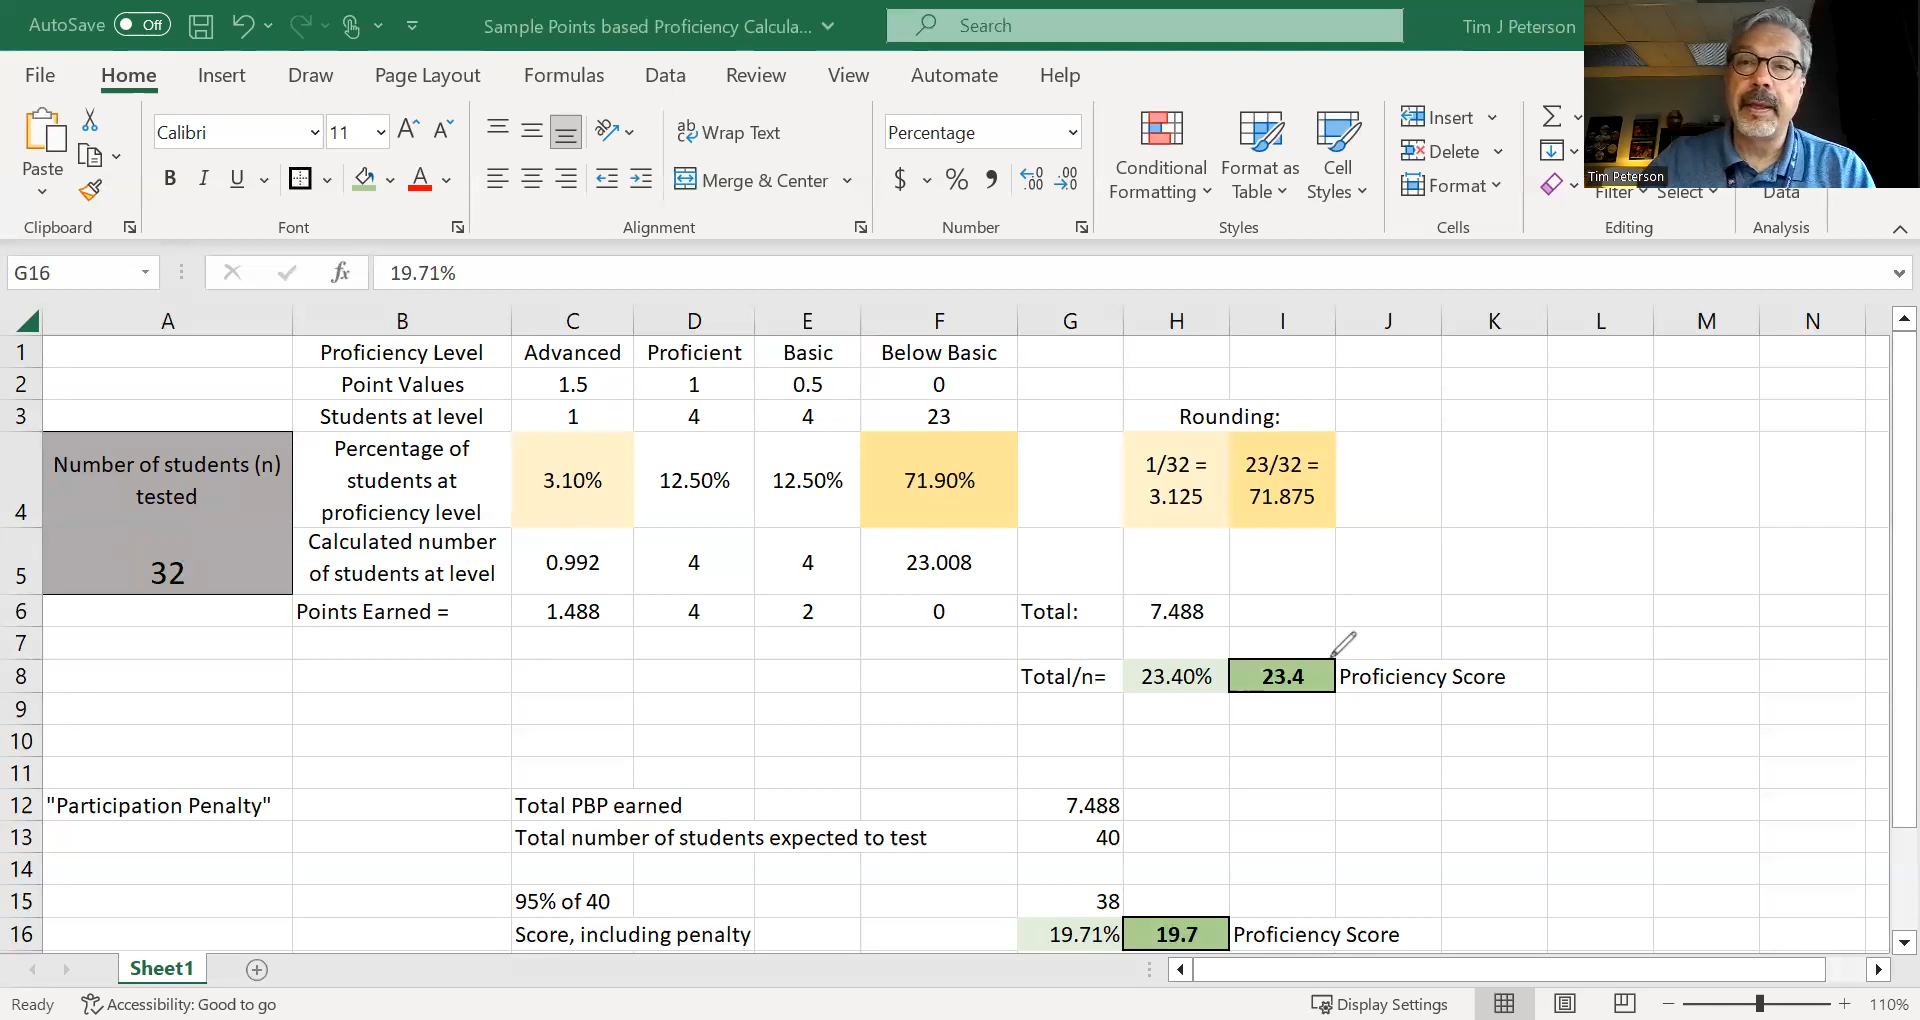 AutoSave Off
Sample Points based Proficiency Calcula...
Search
Tim J Peterson
File Home Insert Draw Page Layout Formulas Data Review View Automate Help
Calibri 11
ab Wrap Text
Percentage
Insert
Delete
Format
Paste
B I U A
Merge & Center
$ % 9
Conditional Formatting
Format as Table
Cell Styles
Filter Select Data
Tim Peterson
Clipboard Font Alignment Number Styles Cells Editing Analysis
G16 fx 19.71%
A B C D E F G H I J K L M N
1 Proficiency Level Advanced Proficient Basic Below Basic
2 Point Values 1.5 1 0.5 0
3 Students at level 1 4 4 23 Rounding:
4 Number of students (n) tested Percentage of students at proficiency level 3.10% 12.50% 12.50% 71.90% 1/32 = 3.125 23/32 = 71.875
5 32 Calculated number of students at level 0.992 4 4 23.008
6 Points Earned = 1.488 4 2 0 Total: 7.488
7
8 Total/n= 23.40% 23.4 Proficiency Score
9
10
11
12 "Participation Penalty" Total PBP earned 7.488
13 Total number of students expected to test 40
14
15 95% of 40 38
16 Score, including penalty 19.71% 19.7 Proficiency Score
Sheet1
Ready Accessibility: Good to go Display Settings 110%